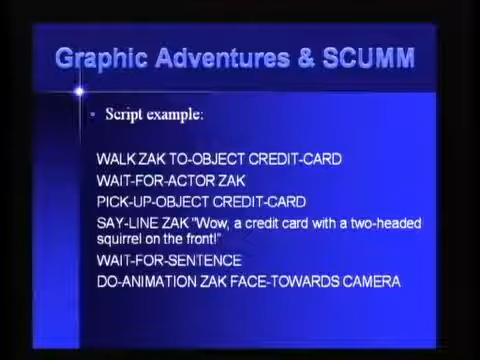 Graphic Adventures & SCUMM
• Script example:
WALK ZAK TO-OBJECT CREDIT-CARD
WAIT-FOR-ACTOR ZAK
PICK-UP-OBJECT CREDIT-CARD
SAY-LINE ZAK "Wow, a credit card with a two-headed
squirrel on the front!"
WAIT-FOR-SENTENCE
DO-ANIMATION ZAK FACE-TOWARDS CAMERA